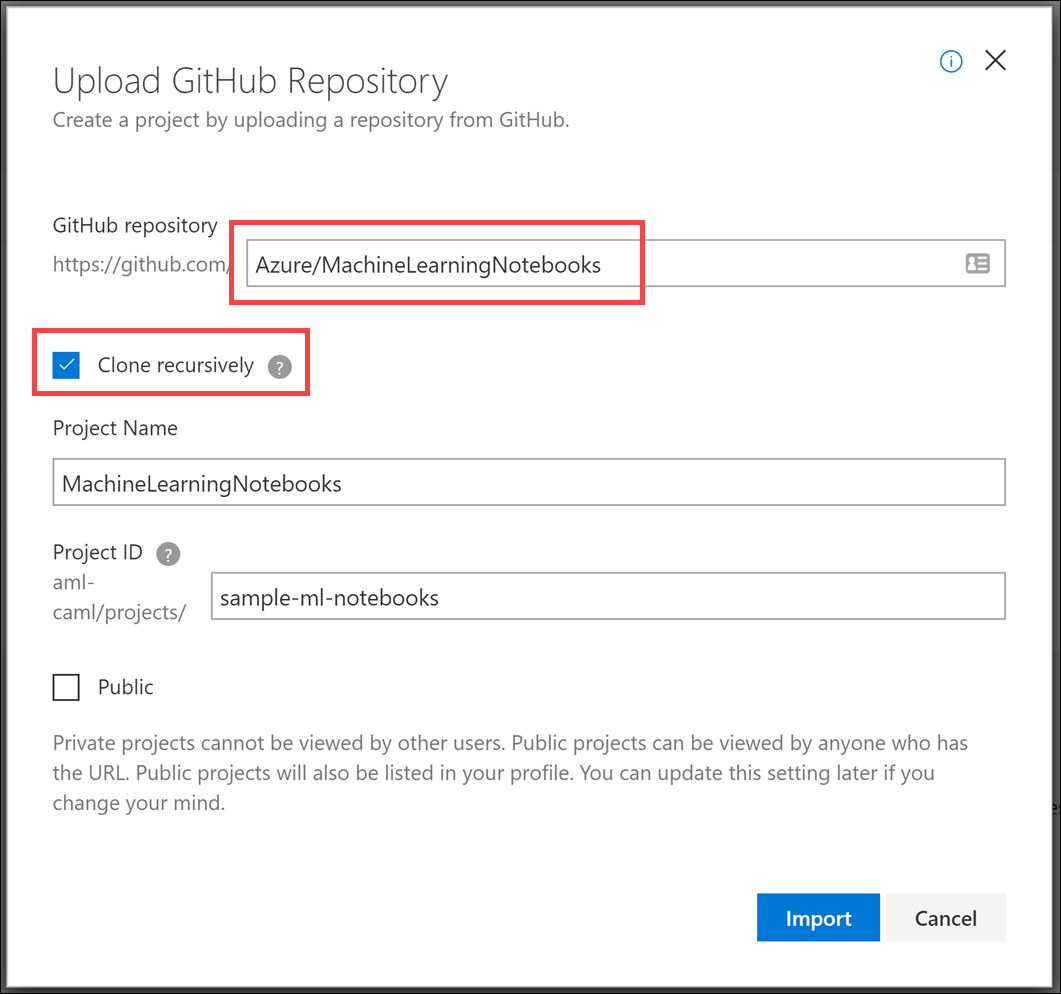 Upload GitHub Repository
Create a project by uploading a repository from GitHub.
GitHub repository
https://github.com/ Azure/MachineLearningNotebooks
Clone recursively ?
Project Name
MachineLearningNotebooks
Project ID ?
aml-
caml/projects/
sample-ml-notebooks
Public
Private projects cannot be viewed by other users. Public projects can be viewed by anyone who has
the URL. Public projects will also be listed in your profile. You can update this setting later if you
change your mind.
Import Cancel